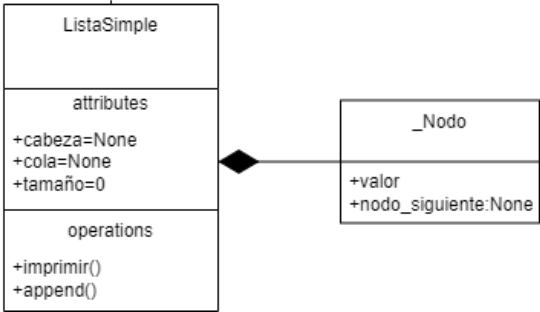 ListaSimple
attributes
+cabeza=None
+cola=None
+tamaño=0
operations
+imprimir()
+append()
_Nodo
+valor
+nodo_siguiente:None